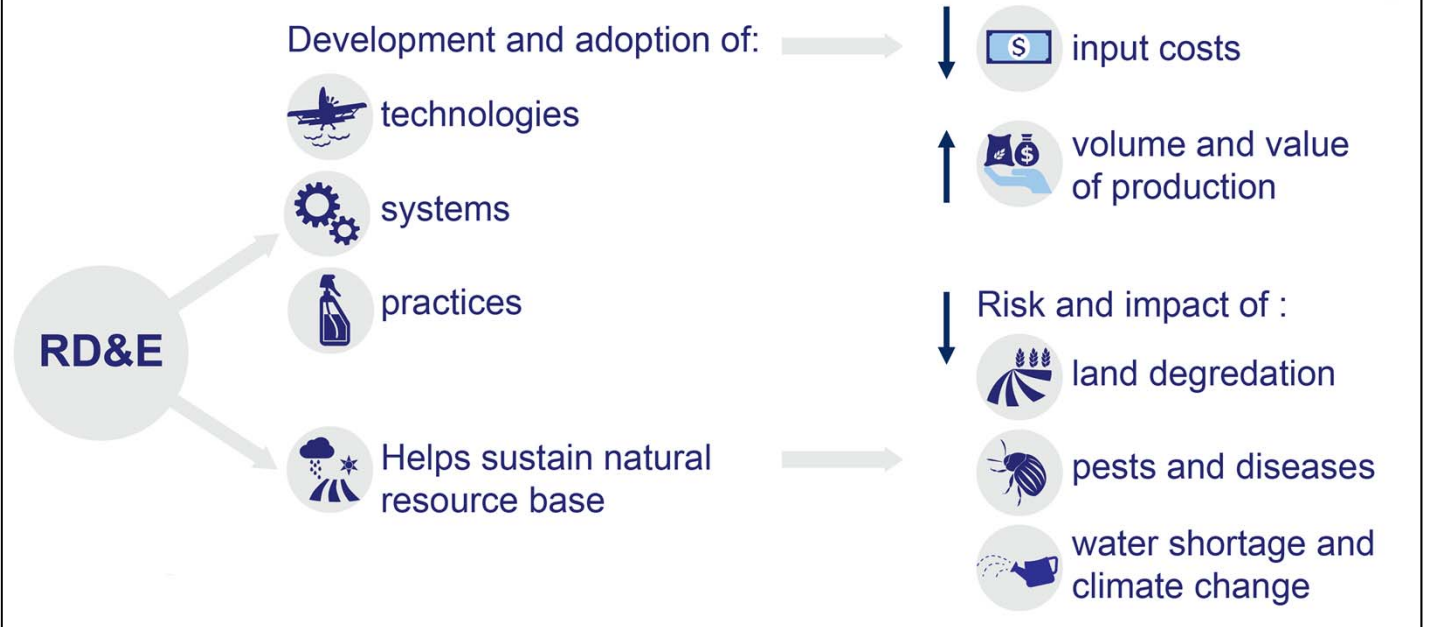 RD&E
Development and adoption of:
technologies
systems
practices
Helps sustain natural
resource base
$
input costs
$
volume and value
of production
Risk and impact of :
land degredation
pests and diseases
water shortage and
climate change